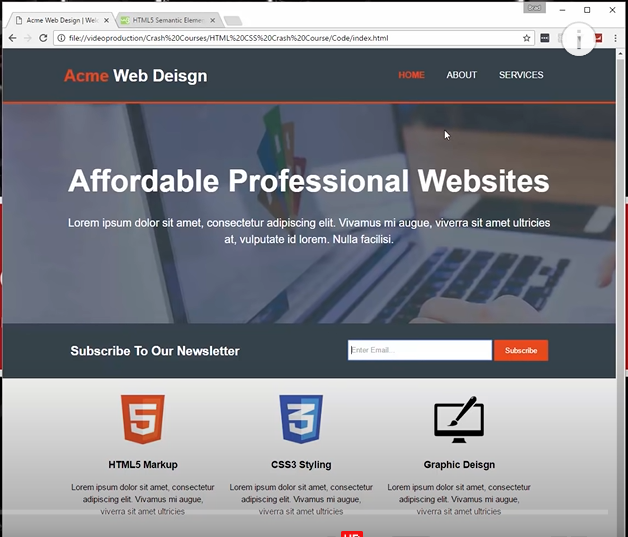 Brad
Acme Web Design | Wel
HTML5 Semantic Elemen
file://videoproduction/Crash%20Courses/HTML%20CSS%20Crash%20Course/Code/index.html
Acme Web Deisgn
HOME ABOUT SERVICES
Affordable Professional Websites
Lorem ipsum dolor sit amet, consectetur adipiscing elit. Vivamus mi augue, viverra sit amet ultricies
at, vulputate id lorem. Nulla facilisi.
Subscribe To Our Newsletter
Enter Email...
Subscribe
HTML5 Markup
Lorem ipsum dolor sit amet, consectetur
adipiscing elit. Vivamus mi augue,
viverra sit amet ultricies
CSS3 Styling
Lorem ipsum dolor sit amet, consectetur
adipiscing elit. Vivamus mi augue,
viverra sit amet ultricies
Graphic Deisgn
Lorem ipsum dolor sit amet, consectetur
adipiscing elit. Vivamus mi augue,
viverra sit amet ultricies